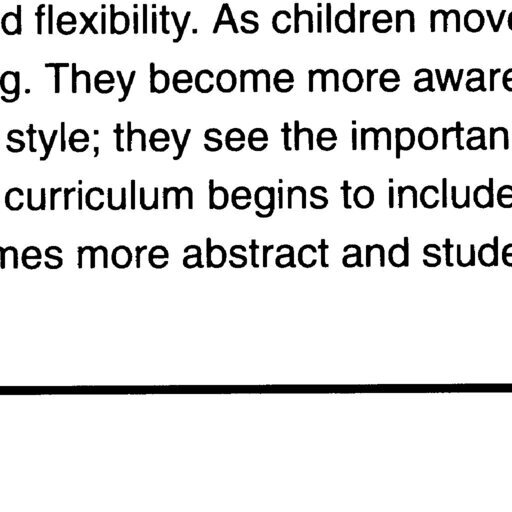 d flexibility. As children move
g. They become more aware
style; they see the importan
curriculum begins to include
mes more abstract and stude